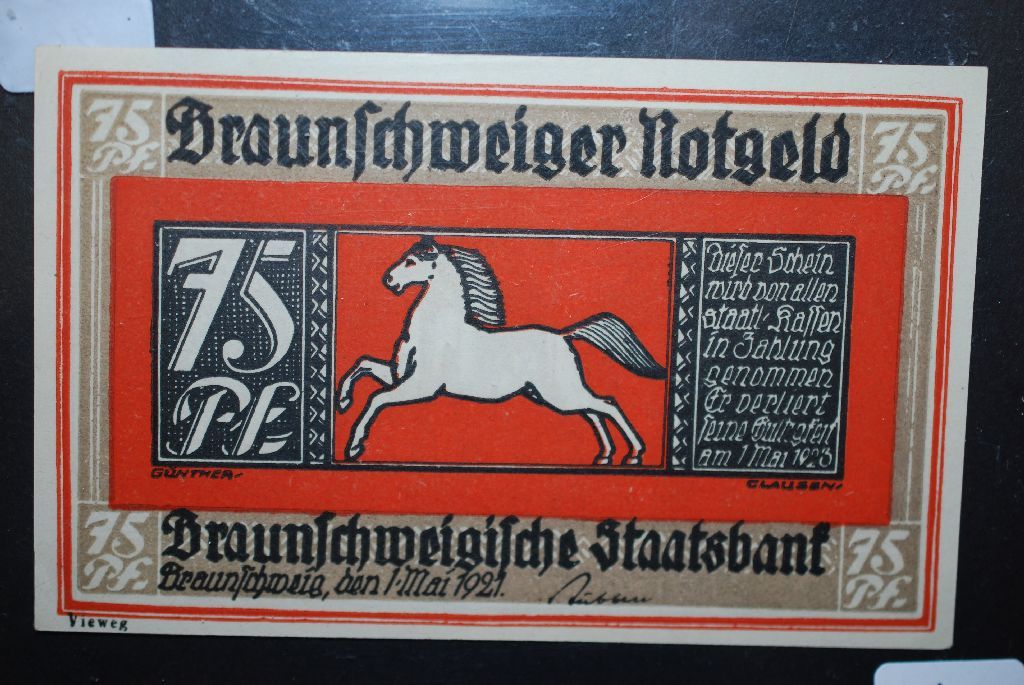 75 Pf.
Braunſchweiger Notgeld
75 Pf.
75
Pf.
Dieſer Schein
wird von allen
staatl. Kaſſen
in Zahlung
genommen
Er verliert
ſeine Gültigkeit
am 1 Mai 1923
GÜNTHER
CLAUSEN
75 Pf.
Braunſchweigiſche Staatsbank
75 Pf.
Braunſchweig, den 1. Mai 1921.
Vieweg